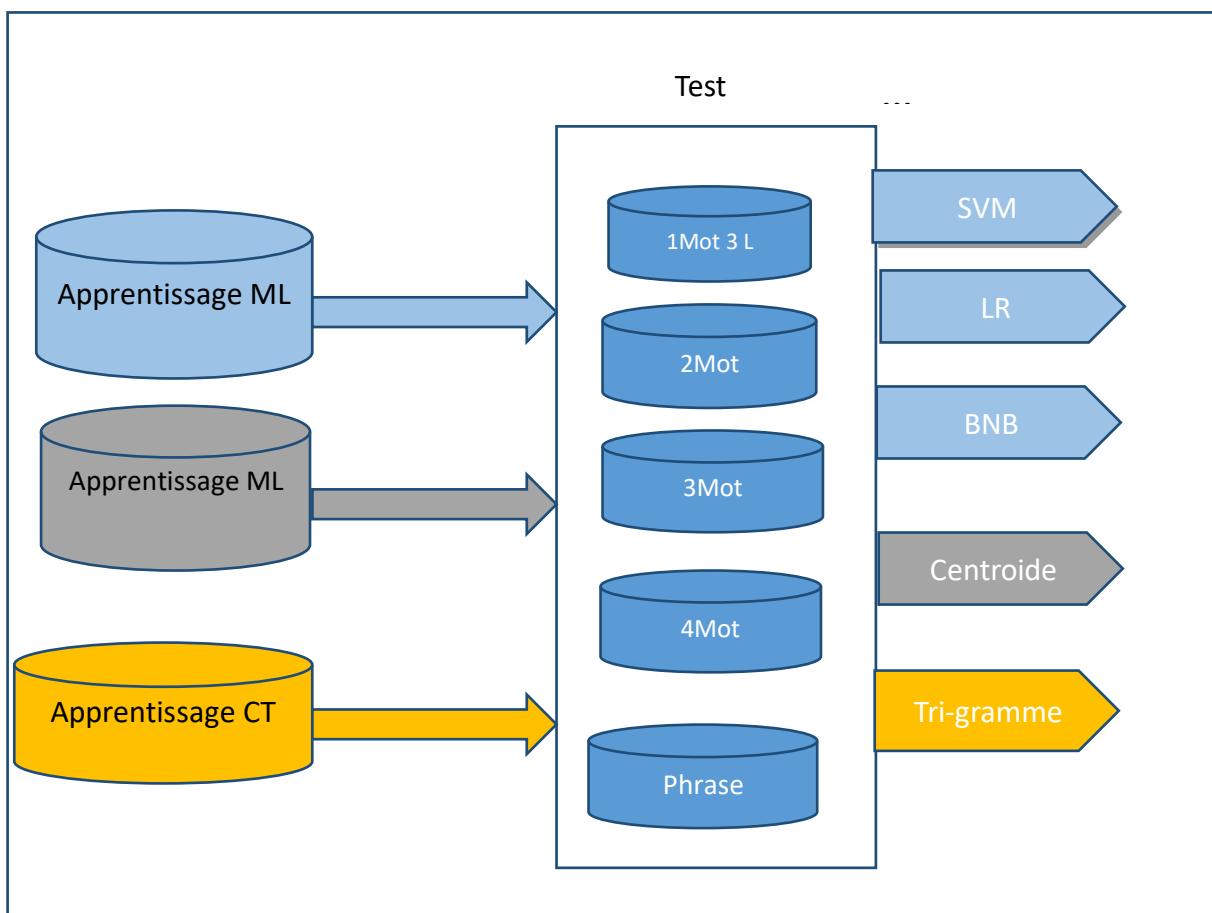 Test
...
Apprentissage ML
Apprentissage ML
Apprentissage CT
1Mot 3 L
2Mot
3Mot
4Mot
Phrase
SVM
LR
BNB
Centroide
Tri-gramme